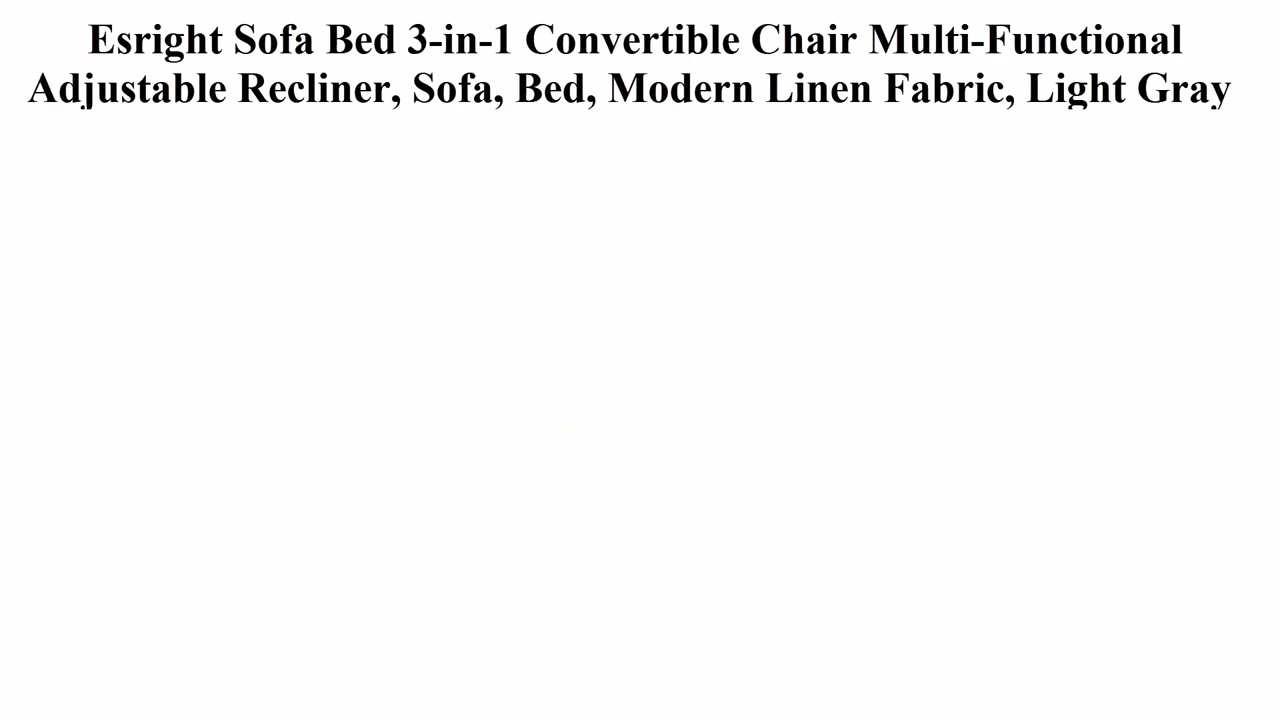 Esright Sofa Bed 3-in-1 Convertible Chair Multi-Functional
Adjustable Recliner, Sofa, Bed, Modern Linen Fabric, Light Gray